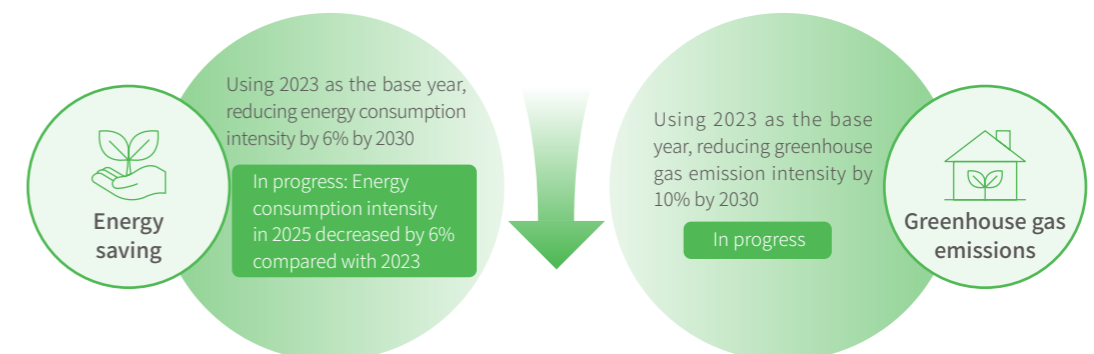 Energy
saving
Using 2023 as the base year,
reducing energy consumption
intensity by 6% by 2030
In progress: Energy
consumption intensity
in 2025 decreased by 6%
compared with 2023
Using 2023 as the base
year, reducing greenhouse
gas emission intensity by
10% by 2030
In progress
Greenhouse gas
emissions